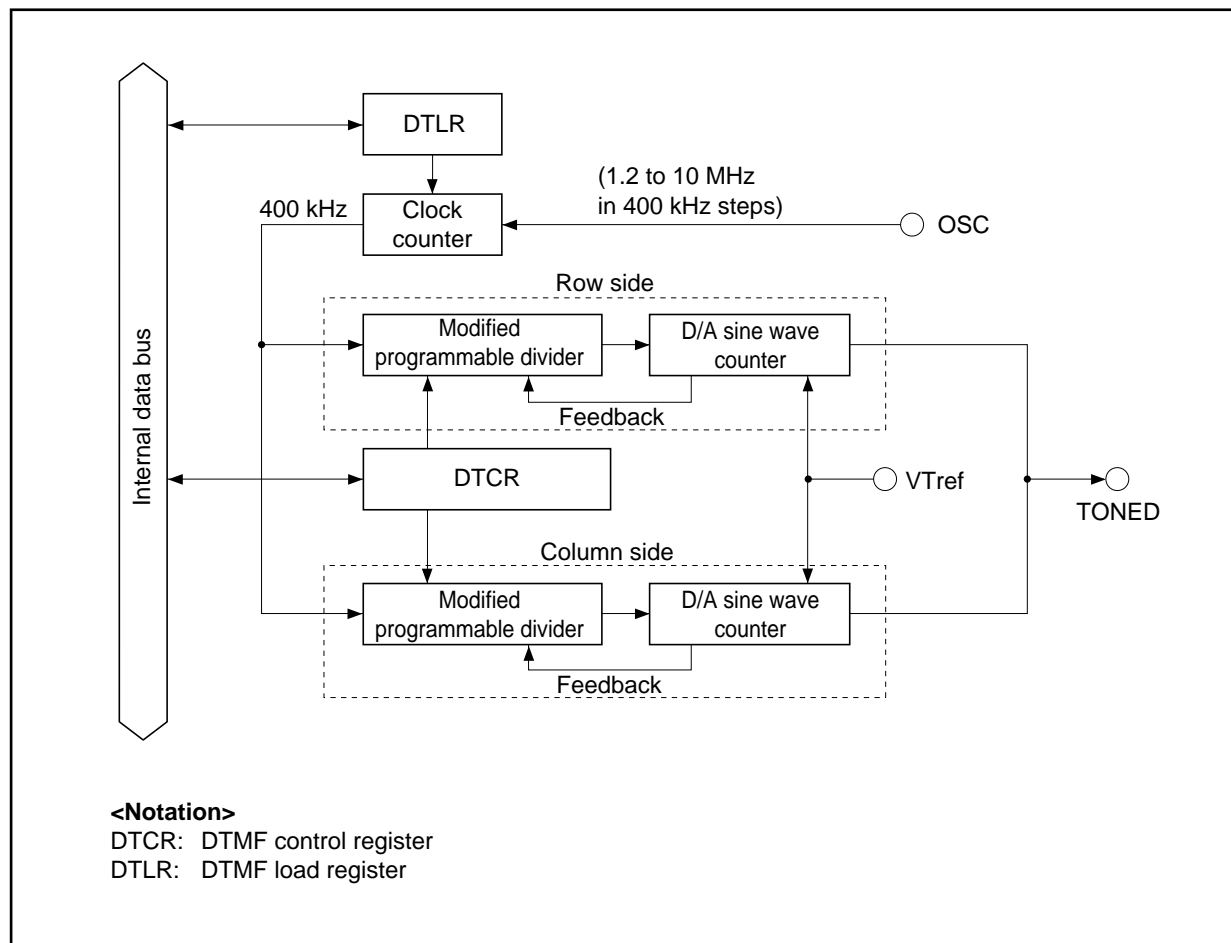 Internal data bus
DTLR
400 kHz
Clock
counter
(1.2 to 10 MHz
in 400 kHz steps)
OSC
Row side
Modified
programmable divider
D/A sine wave
counter
Feedback
DTCR
VTref
TONED
Column side
Modified
programmable divider
D/A sine wave
counter
Feedback
<Notation>
DTCR: DTMF control register
DTLR: DTMF load register